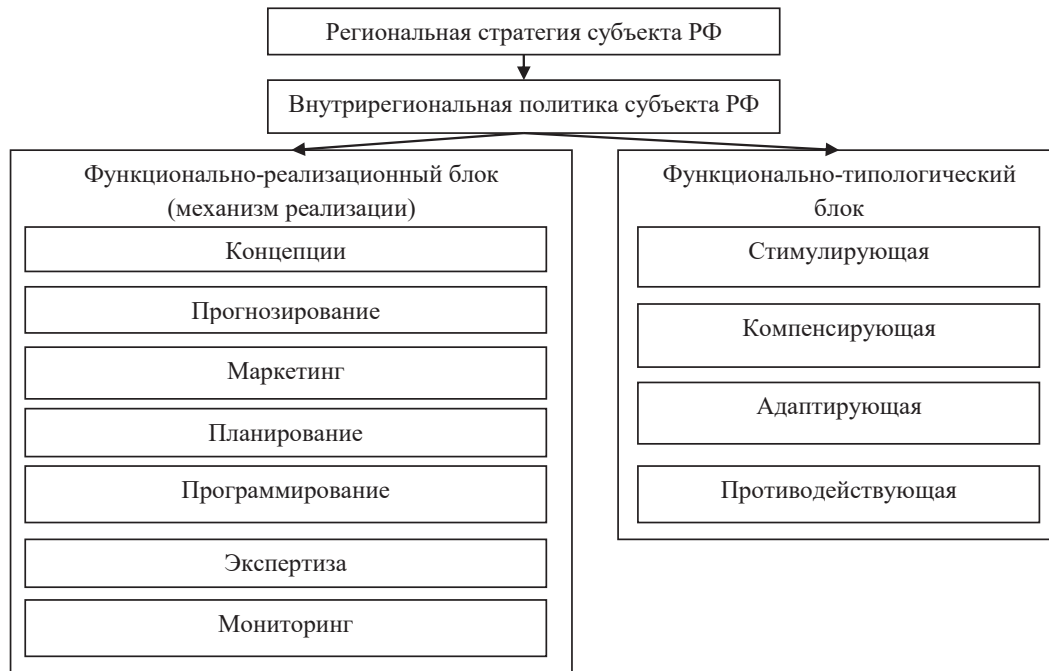 Региональная стратегия субъекта РФ
Внутрирегиональная политика субъекта РФ
Функционально-реализационный блок
(механизм реализации)
Концепции
Прогнозирование
Маркетинг
Планирование
Программирование
Экспертиза
Мониторинг
Функционально-типологический
блок
Стимулирующая
Компенсирующая
Адаптирующая
Противодействующая